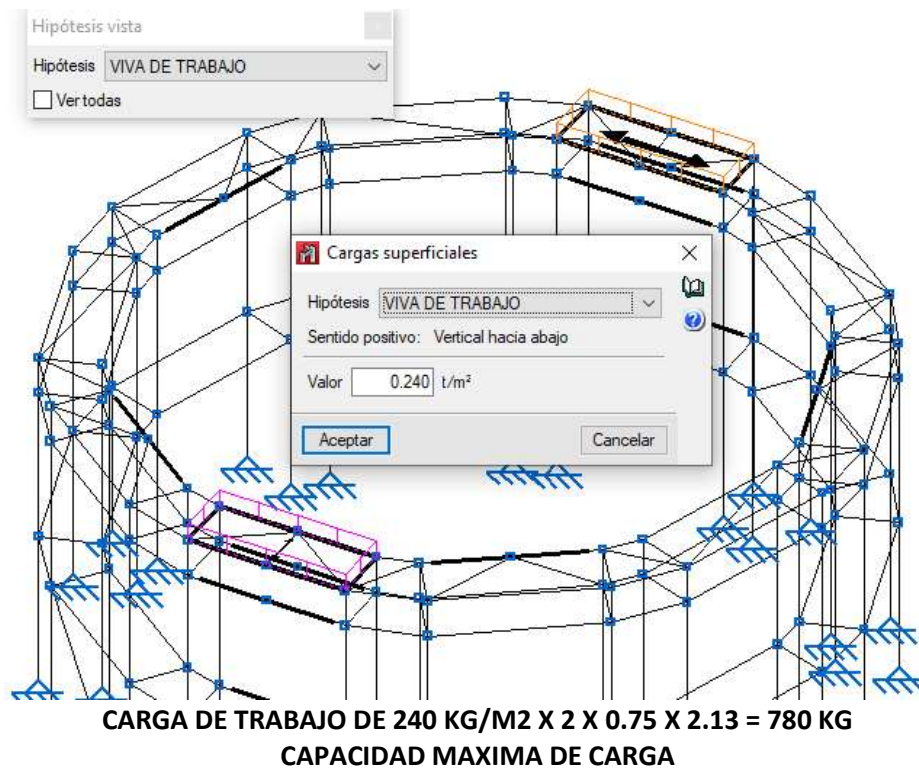 Hipótesis vista
Hipótesis VIVA DE TRABAJO
Ver todas
Cargas superficiales
Hipótesis VIVA DE TRABAJO
Sentido positivo: Vertical hacia abajo
Valor 0.240 t/m²
Aceptar Cancelar
CARGA DE TRABAJO DE 240 KG/M2 X 2 X 0.75 X 2.13 = 780 KG
CAPACIDAD MAXIMA DE CARGA